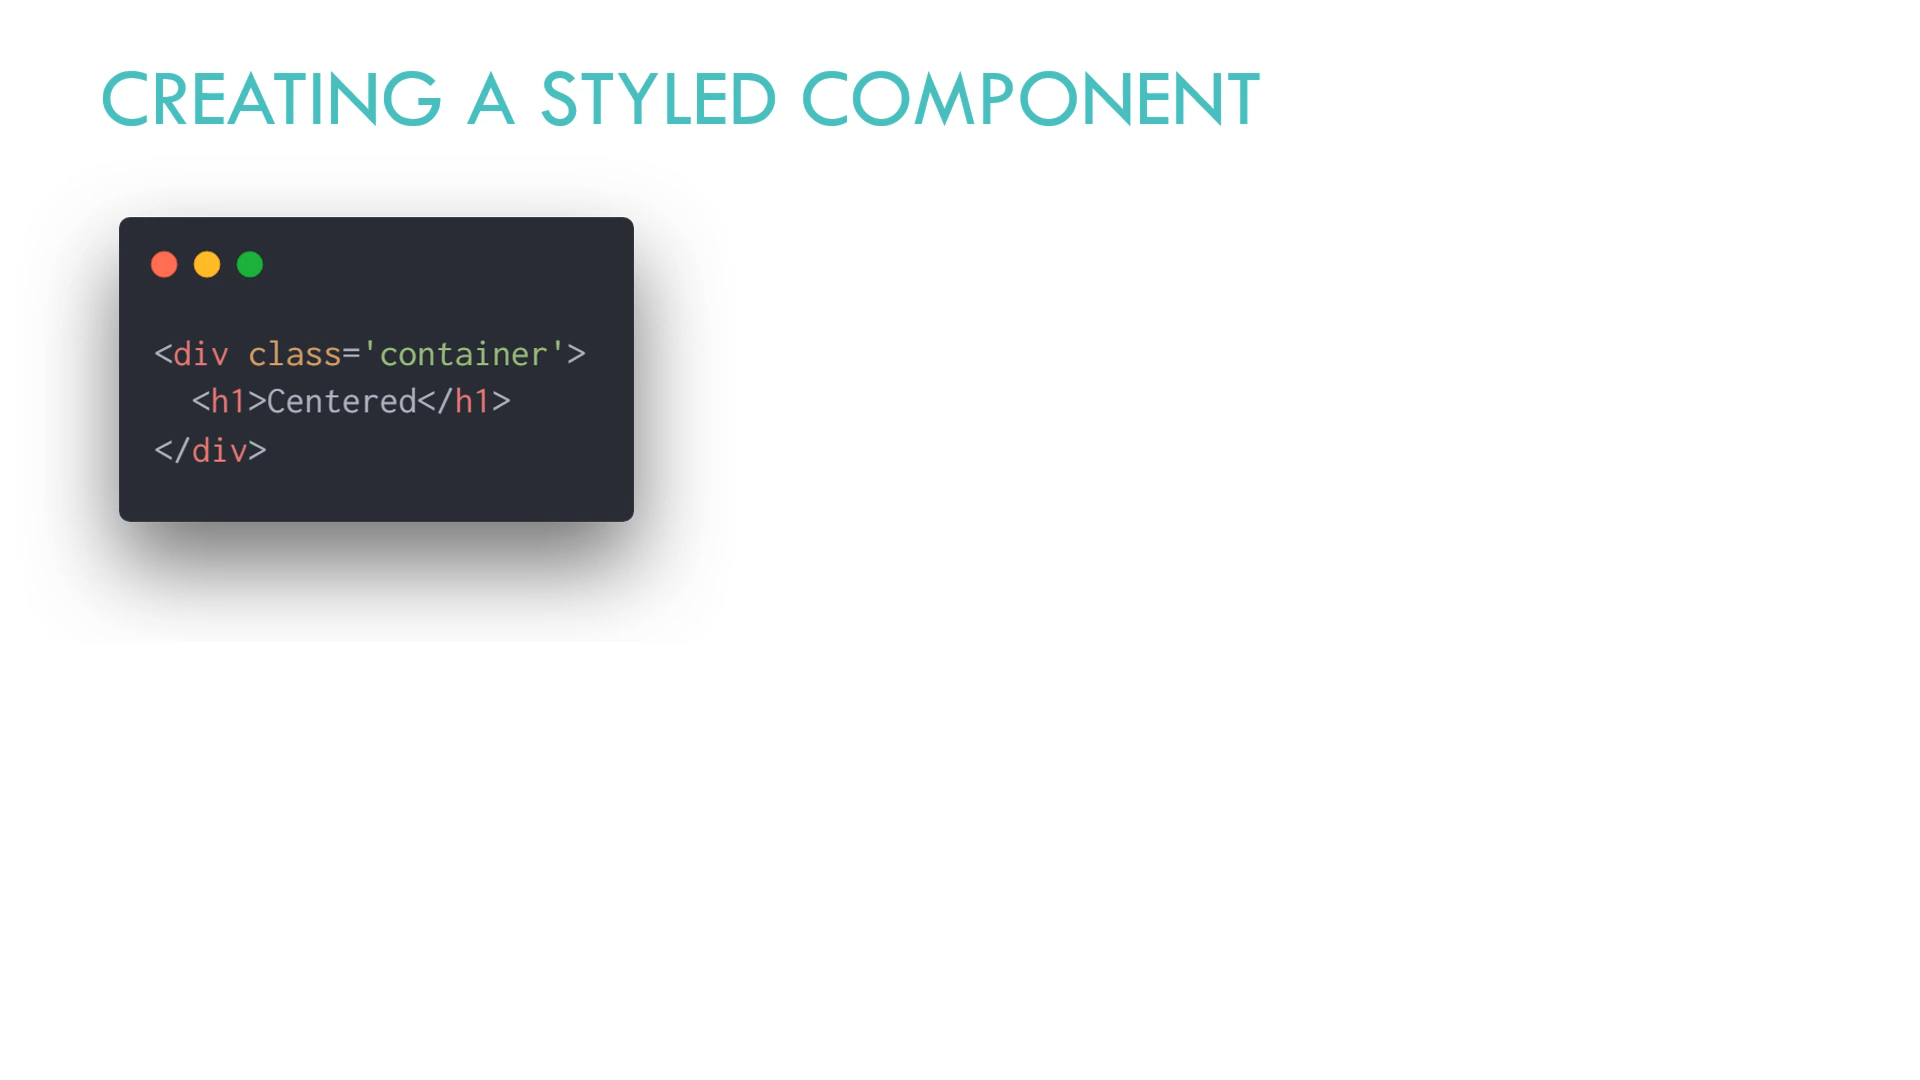 CREATING A STYLED COMPONENT
<div class='container'>
  <h1>Centered</h1>
</div>